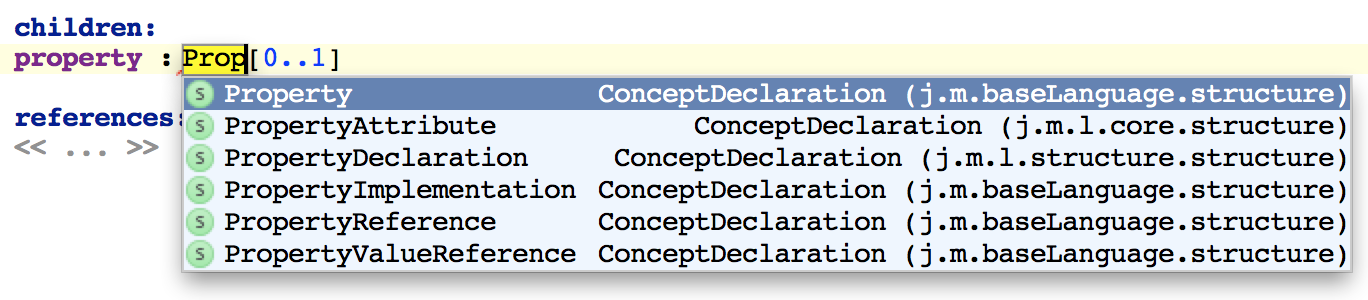 children:
property : Prop[0..1]
S Property ConceptDeclaration (j.m.baseLanguage.structure)
references:
S PropertyAttribute ConceptDeclaration (j.m.l.core.structure)
<< ... >>
S PropertyDeclaration ConceptDeclaration (j.m.l.structure.structure)
S PropertyImplementation ConceptDeclaration (j.m.baseLanguage.structure)
S PropertyReference ConceptDeclaration (j.m.baseLanguage.structure)
S PropertyValueReference ConceptDeclaration (j.m.baseLanguage.structure)